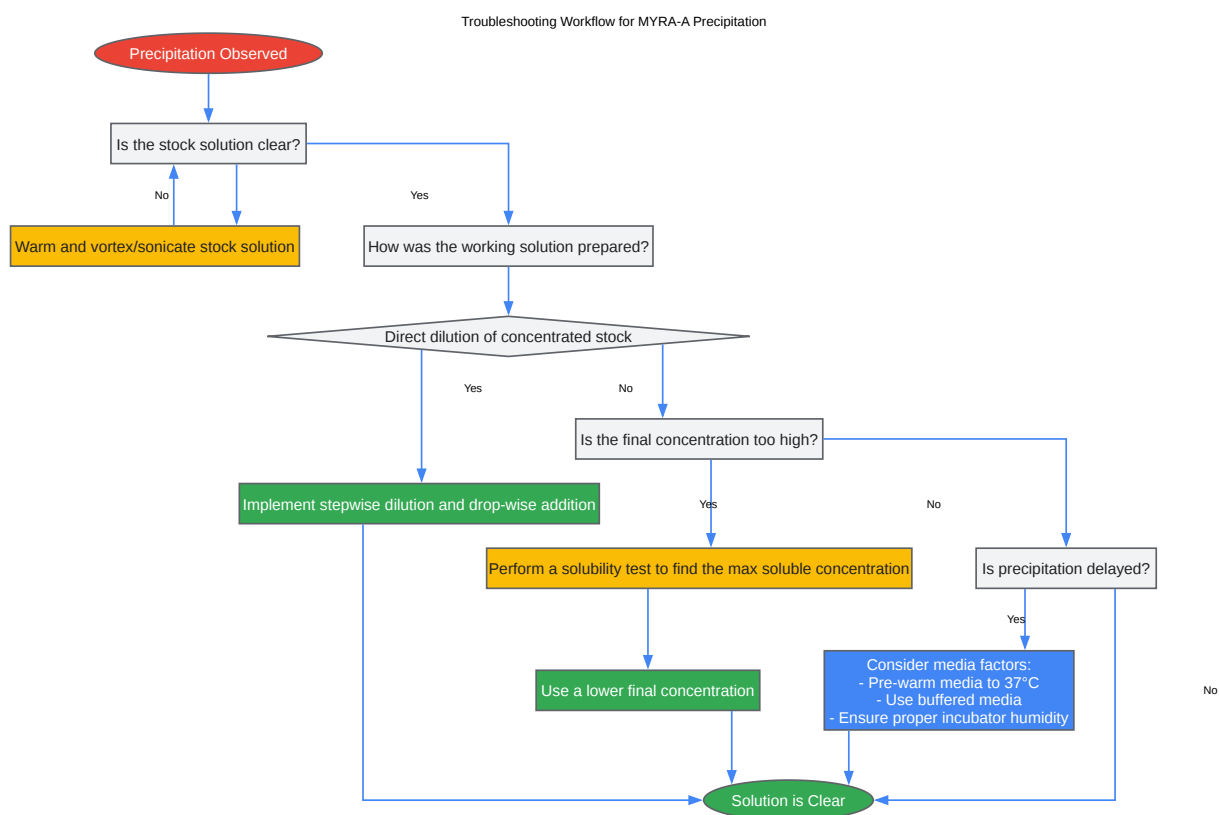 Troubleshooting Workflow for MYRA-A Precipitation
Precipitation Observed
Is the stock solution clear?
No
Yes
Warm and vortex/sonicate stock solution
How was the working solution prepared?
Direct dilution of concentrated stock
Yes
No
Is the final concentration too high?
Implement stepwise dilution and drop-wise addition
Yes
No
Perform a solubility test to find the max soluble concentration
Is precipitation delayed?
Yes
Consider media factors:
- Pre-warm media to 37°C
- Use buffered media
- Ensure proper incubator humidity
Use a lower final concentration
No
Solution is Clear